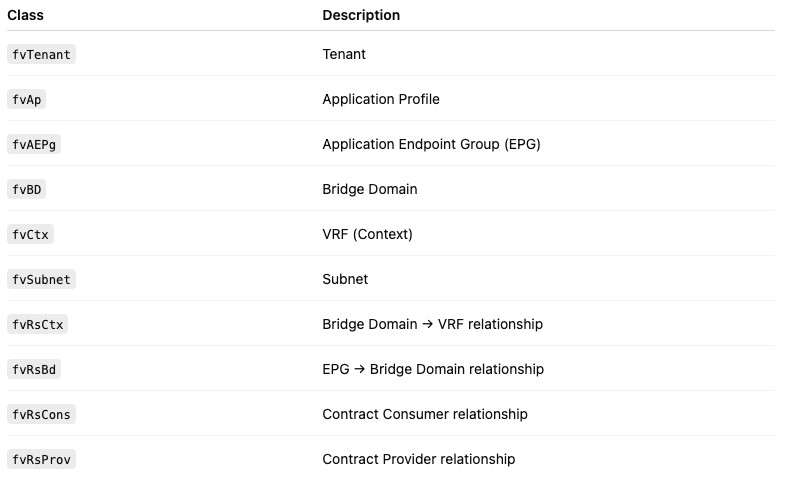 Class Description
fvTenant Tenant
fvAp Application Profile
fvAEPg Application Endpoint Group (EPG)
fvBD Bridge Domain
fvCtx VRF (Context)
fvSubnet Subnet
fvRsCtx Bridge Domain → VRF relationship
fvRsBd EPG → Bridge Domain relationship
fvRsCons Contract Consumer relationship
fvRsProv Contract Provider relationship